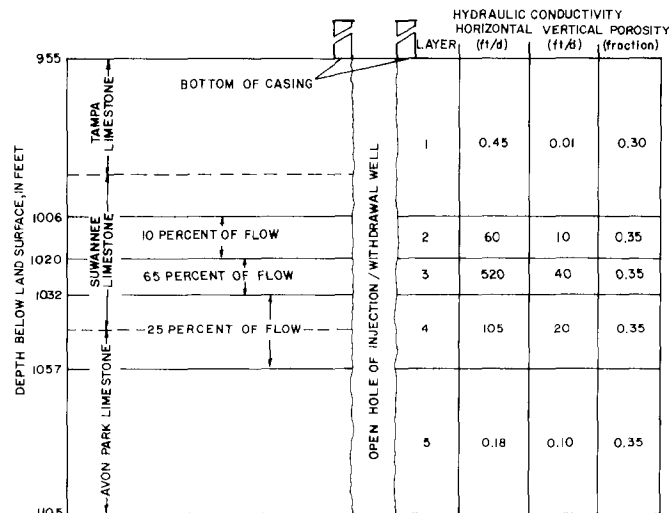 HYDRAULIC CONDUCTIVITY
HORIZONTAL VERTICAL POROSITY
LAYER (ft/d) (ft/d) (fraction)
955
BOTTOM OF CASING
TAMPA
LIMESTONE
1 0.45 0.01 0.30
DEPTH BELOW LAND SURFACE, IN FEET
SUWANNEE
LIMESTONE
OPEN HOLE OF INJECTION/WITHDRAWAL WELL
1006
10 PERCENT OF FLOW
2 60 10 0.35
1020
65 PERCENT OF FLOW
3 520 40 0.35
1032
25 PERCENT OF FLOW
4 105 20 0.35
1057
AVON PARK LIMESTONE
5 0.18 0.10 0.35
1105